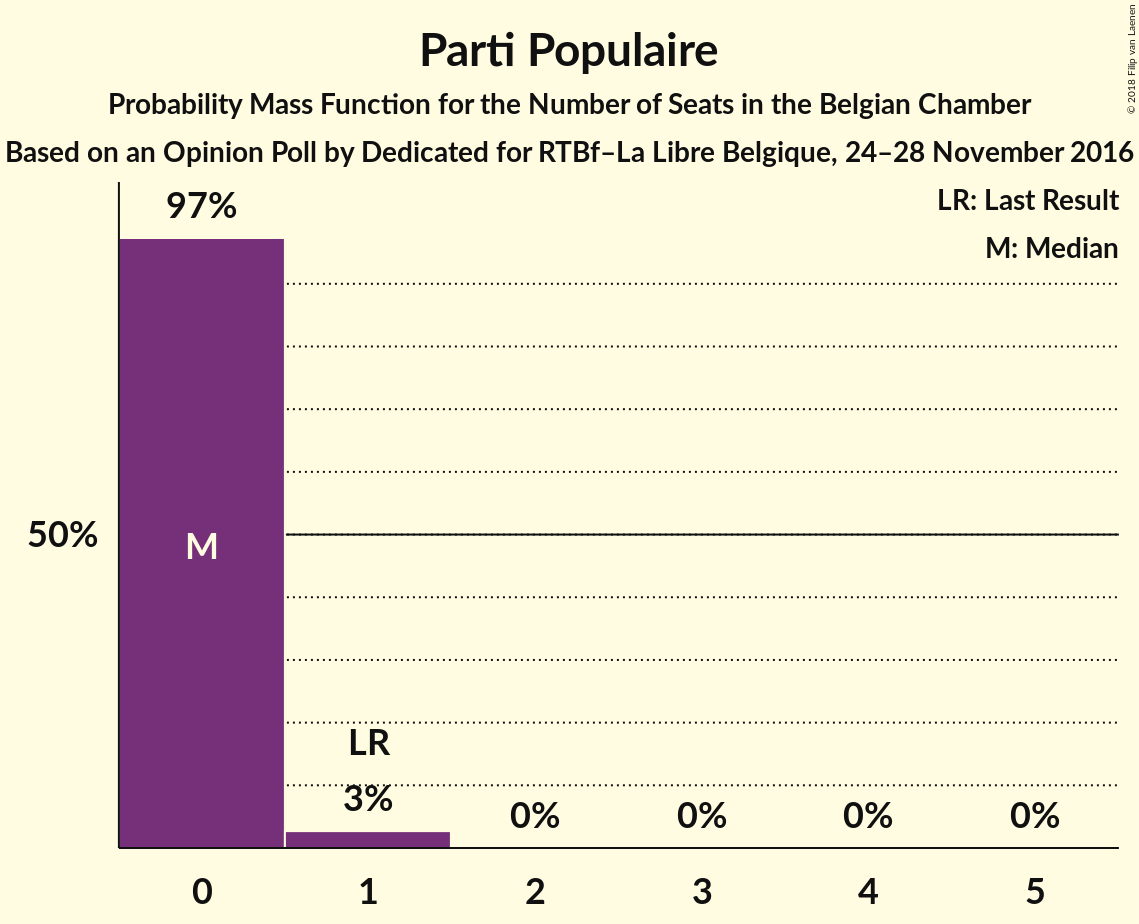 Parti Populaire
Probability Mass Function for the Number of Seats in the Belgian Chamber
Based on an Opinion Poll by Dedicated for RTBf–La Libre Belgique, 24–28 November 2016
© 2018 Filip van Laenen
LR: Last Result
M: Median
97%
50%
M
LR
3%
0%
0%
0%
0%
0 1 2 3 4 5